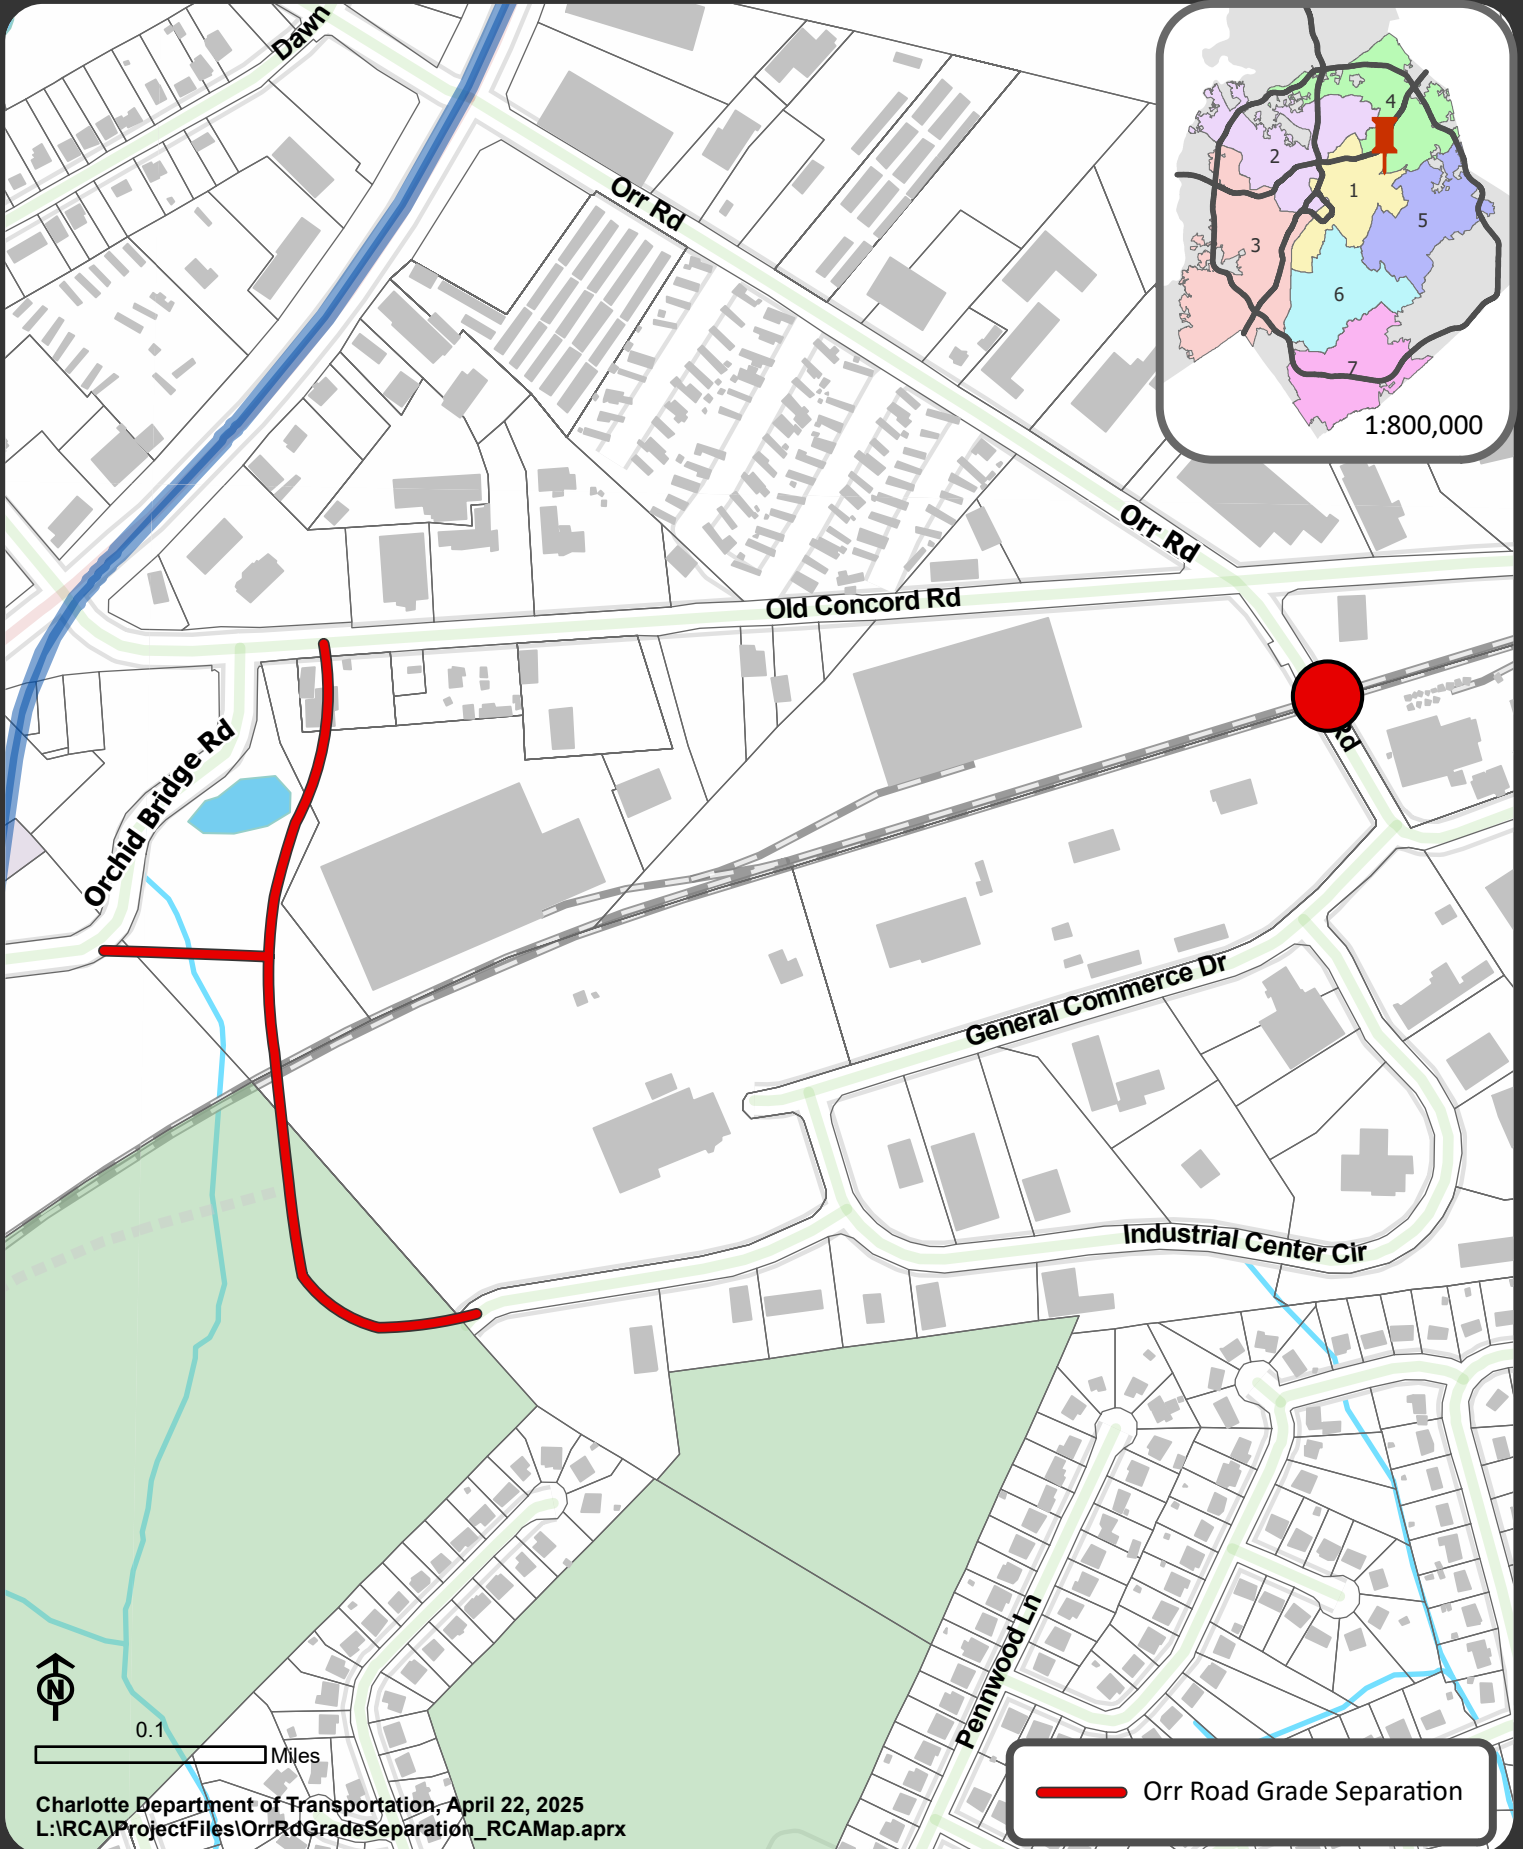 Dawn
4
2
1
5
3
6
7
1:800,000
Orr Rd
Orr Rd
Old Concord Rd
Rd
Orchid Bridge Rd
General Commerce Dr
Industrial Center Cir
Pennwood Ln
N
0.1
Miles
Orr Road Grade Separation
Charlotte Department of Transportation, April 22, 2025
L:\RCA\ProjectFiles\OrrRdGradeSeparation_RCAMap.aprx